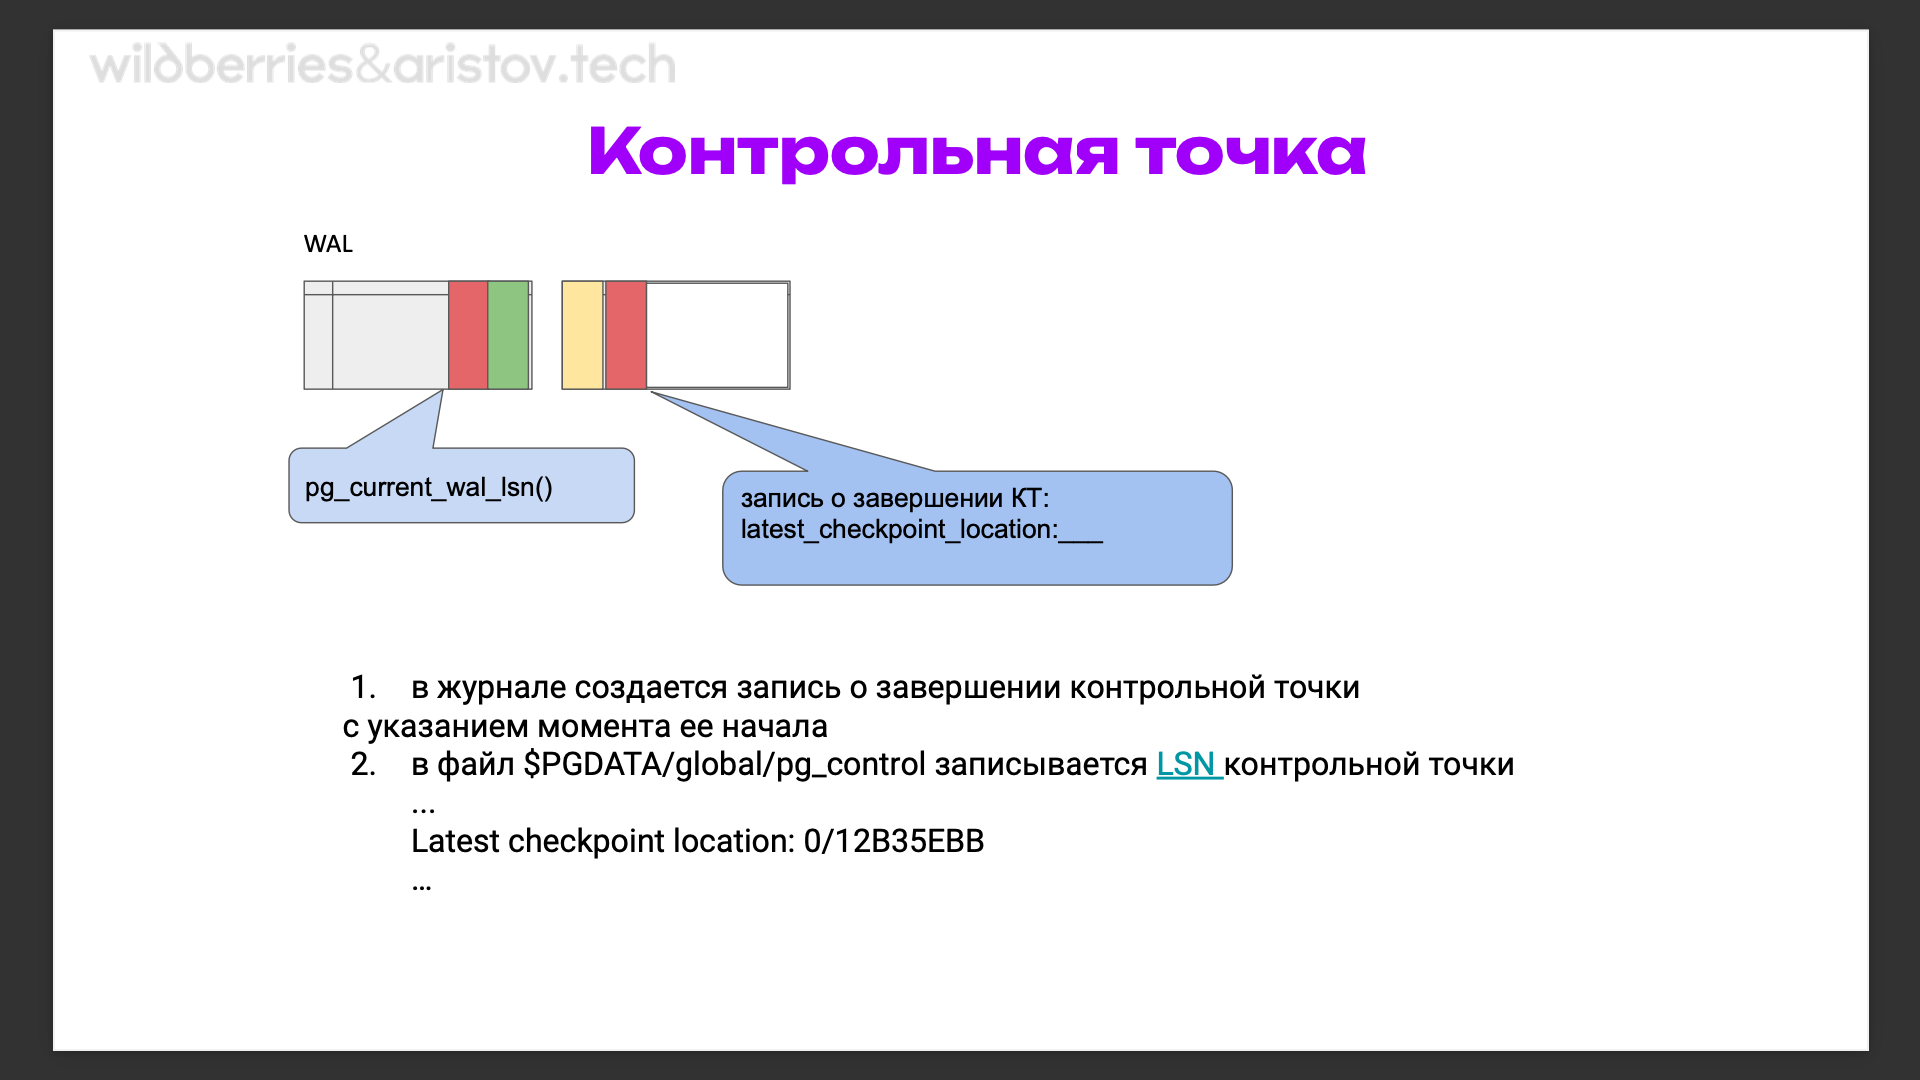 wildberries&aristov.tech
Контрольная точка
WAL
pg_current_wal_lsn()
запись о завершении КТ:
latest_checkpoint_location:___
1. в журнале создается запись о завершении контрольной точки
с указанием момента ее начала
2. в файл $PGDATA/global/pg_control записывается LSN контрольной точки
...
Latest checkpoint location: 0/12B35EBB
...